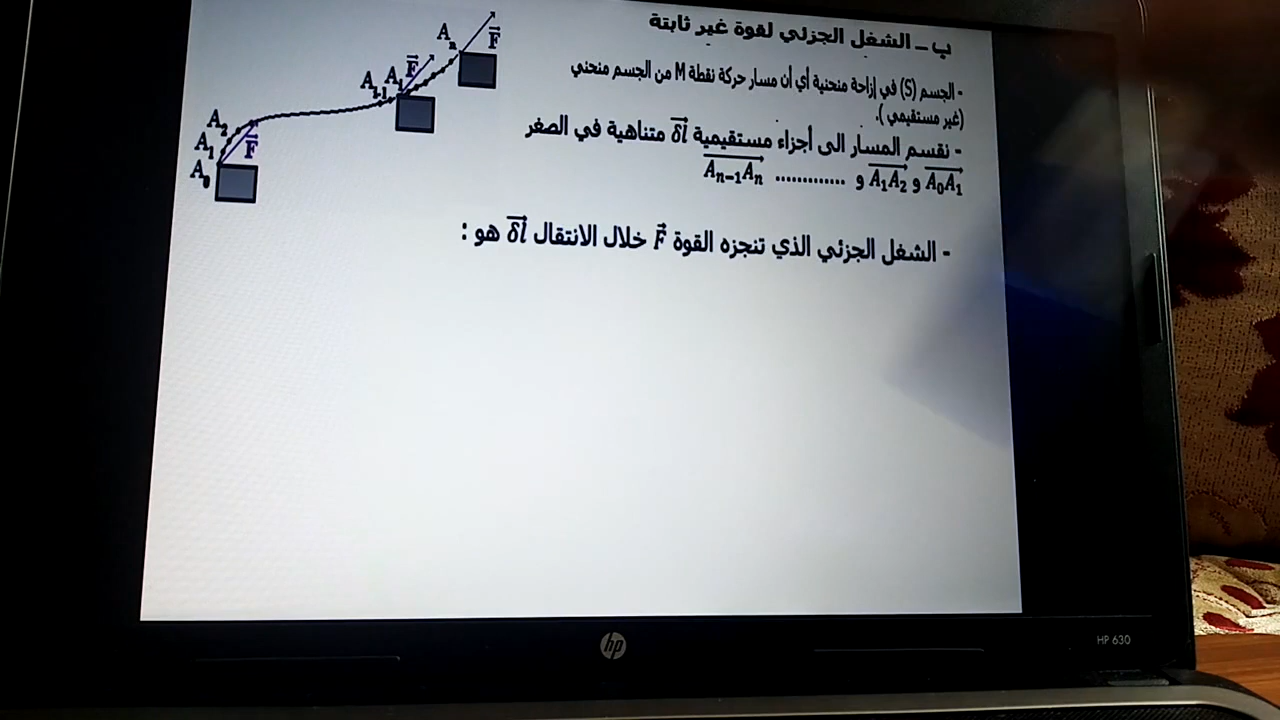 ب – الشغل الجزئي لقوة غير ثابتة
- الجسم (S) في إزاحة منحنية أي أن مسار حركة نقطة M من الجسم منحني
(غير مستقيمي ).
- نقسم المسار الى أجزاء مستقيمية δl⃗ متناهية في الصغر
A₀A₁ و A₁A₂ و ............. Aₙ₋₁Aₙ
- الشغل الجزئي الذي تنجزه القوة F⃗ خلال الانتقال δl⃗ هو :
Aₙ
F⃗
Aᵢ₋₁ Aᵢ F⃗
A₂
A₁ F⃗
A₀
hp
HP 630